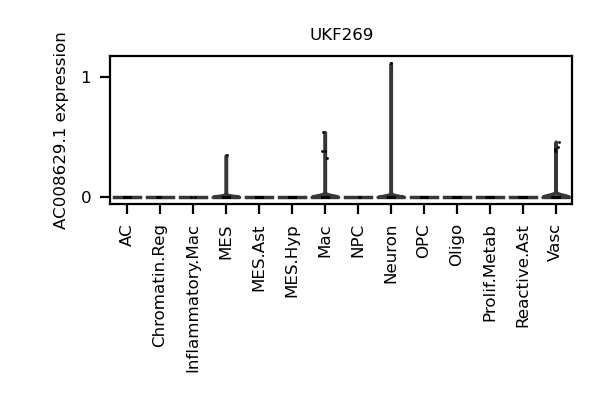 UKF269
AC008629.1 expression
1
0
AC
Chromatin.Reg
Inflammatory.Mac
MES
MES.Ast
MES.Hyp
Mac
NPC
Neuron
OPC
Oligo
Prolif.Metab
Reactive.Ast
Vasc